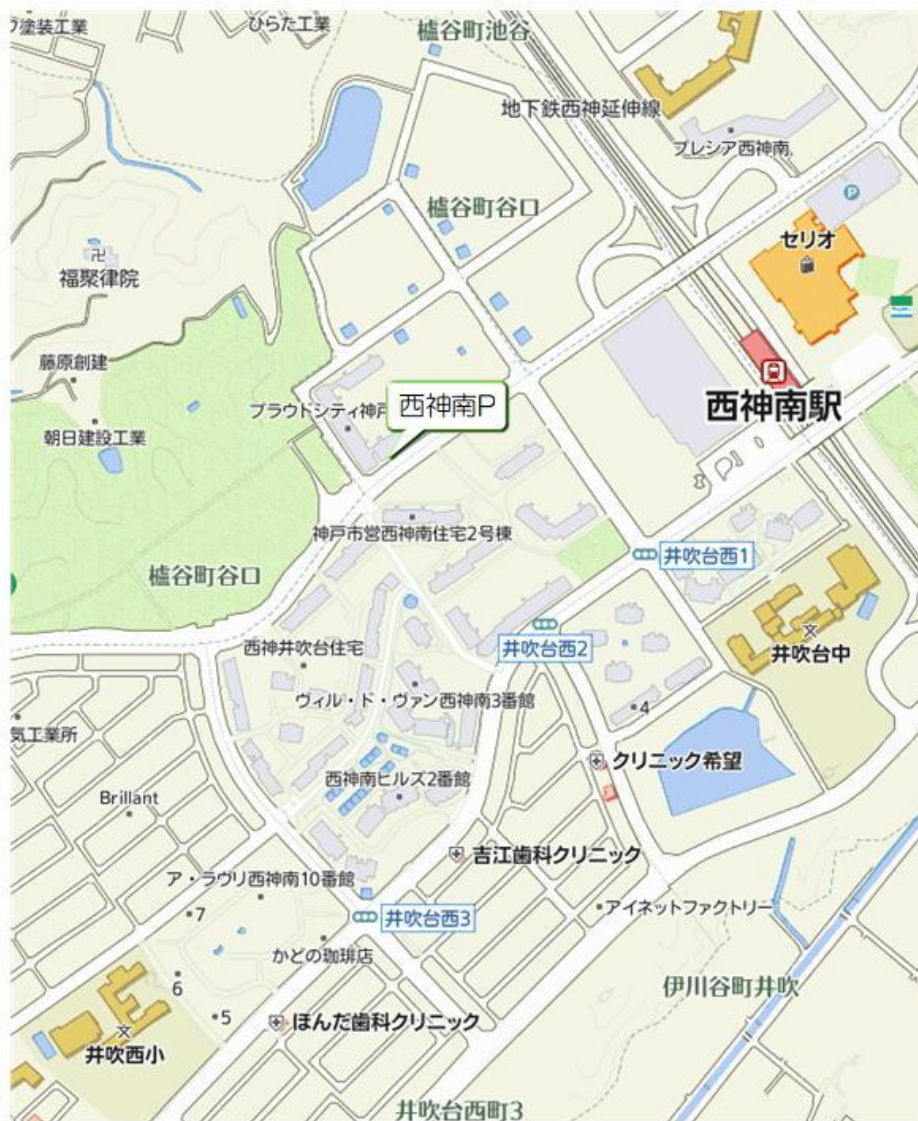 ひらた工業
櫨谷町池谷
地下鉄西神延伸線
プレシア西神南
P
櫨谷町谷口
セリオ
卍
福聚律院
藤原創建
プラウドシティ神戸
西神南P
西神南駅
朝日建設工業
神戸市営西神南住宅2号棟
井吹台西1
櫨谷町谷口
西神井吹台住宅
井吹台西2
文
井吹台中
ヴィル・ド・ヴァン西神南3番館
4
気工業所
クリニック希望
西神南ヒルズ2番館
Brillant
吉江歯科クリニック
ア・ラヴリ西神南10番館
7
井吹台西3
アイネットファクトリー
かどの珈琲店
6
伊川谷町井吹
5
ほんだ歯科クリニック
文
井吹西小
井吹台西町3